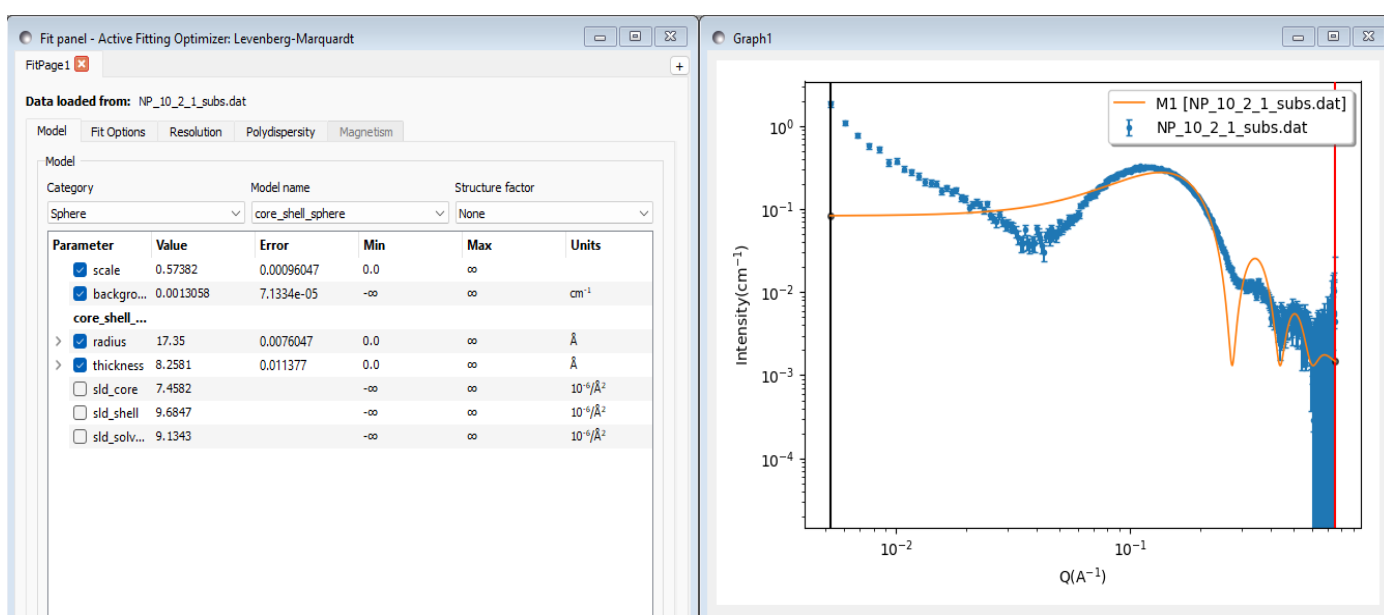 Fit panel - Active Fitting Optimizer: Levenberg-Marquardt
FitPage1
+
Data loaded from: NP_10_2_1_subs.dat
Model Fit Options Resolution Polydispersity Magnetism
Model
Category Model name Structure factor
Sphere core_shell_sphere None
Parameter Value Error Min Max Units
scale 0.57382 0.00096047 0.0 ∞
backgro... 0.0013058 7.1334e-05 -∞ ∞ cm⁻¹
core_shell_...
radius 17.35 0.0076047 0.0 ∞ Å
thickness 8.2581 0.011377 0.0 ∞ Å
sld_core 7.4582 -∞ ∞ 10⁻⁶/Å²
sld_shell 9.6847 -∞ ∞ 10⁻⁶/Å²
sld_solv... 9.1343 -∞ ∞ 10⁻⁶/Å²
Graph1
M1 [NP_10_2_1_subs.dat]
NP_10_2_1_subs.dat
10⁰
10⁻¹
10⁻²
10⁻³
10⁻⁴
Intensity(cm⁻¹)
10⁻² 10⁻¹
Q(A⁻¹)